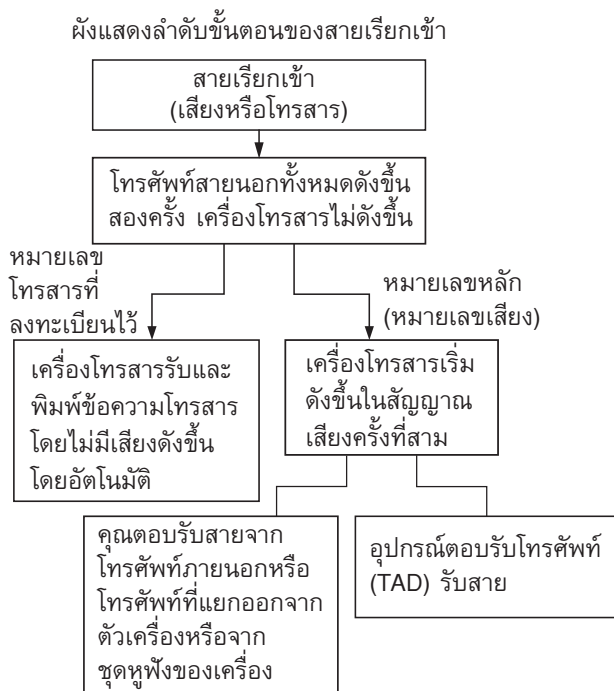 ผังแสดงลำดับขั้นตอนของสายเรียกเข้า
สายเรียกเข้า
(เสียงหรือโทรสาร)
โทรศัพท์สายนอกทั้งหมดดังขึ้น
สองครั้ง เครื่องโทรสารไม่ดังขึ้น
หมายเลข
โทรสารที่
ลงทะเบียนไว้
หมายเลขหลัก
(หมายเลขเสียง)
เครื่องโทรสารรับและ
พิมพ์ข้อความโทรสาร
โดยไม่มีเสียงดังขึ้น
โดยอัตโนมัติ
เครื่องโทรสารเริ่ม
ดังขึ้นในสัญญาณ
เสียงครั้งที่สาม
คุณตอบรับสายจาก
โทรศัพท์ภายนอกหรือ
โทรศัพท์ที่แยกออกจาก
ตัวเครื่องหรือจาก
ชุดหูฟังของเครื่อง
อุปกรณ์ตอบรับโทรศัพท์
(TAD) รับสาย